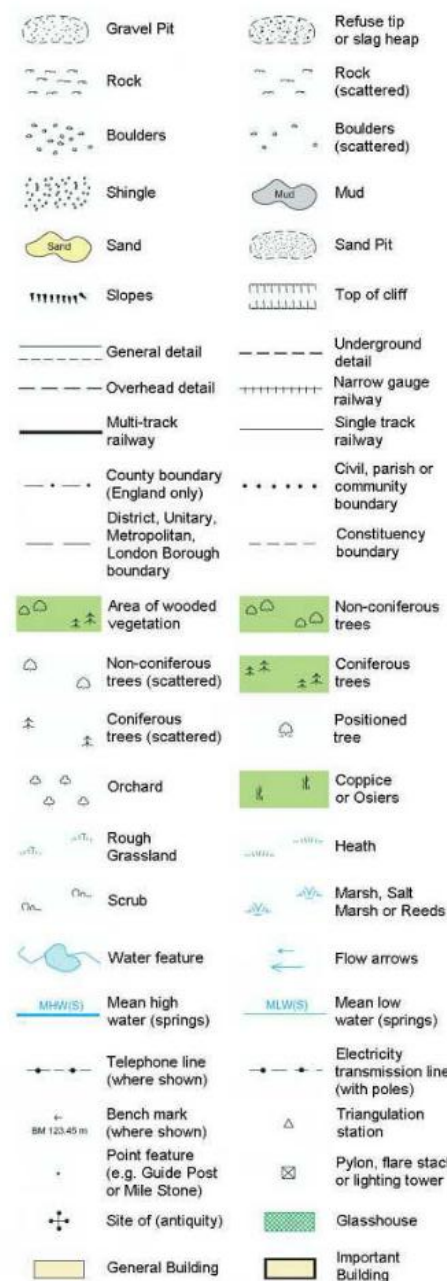 Gravel Pit
Refuse tip
or slag heap
Rock
Rock
(scattered)
Boulders
Boulders
(scattered)
Shingle
Mud
Mud
Sand
Sand
Sand Pit
Slopes
Top of cliff
General detail
Underground
detail
Overhead detail
Narrow gauge
railway
Multi-track
railway
Single track
railway
County boundary
(England only)
Civil, parish or
community
boundary
District, Unitary,
Metropolitan,
London Borough
boundary
Constituency
boundary
Area of wooded
vegetation
Non-coniferous
trees
Non-coniferous
trees (scattered)
Coniferous
trees
Coniferous
trees (scattered)
Positioned
tree
Orchard
Coppice
or Osiers
Rough
Grassland
Heath
Scrub
Marsh, Salt
Marsh or Reeds
Water feature
Flow arrows
MHW(S)
Mean high
water (springs)
MLW(S)
Mean low
water (springs)
Telephone line
(where shown)
Electricity
transmission line
(with poles)
BM 123.45 m
Bench mark
(where shown)
Triangulation
station
Point feature
(e.g. Guide Post
or Mile Stone)
Pylon, flare stack
or lighting tower
Site of (antiquity)
Glasshouse
General Building
Important
Building